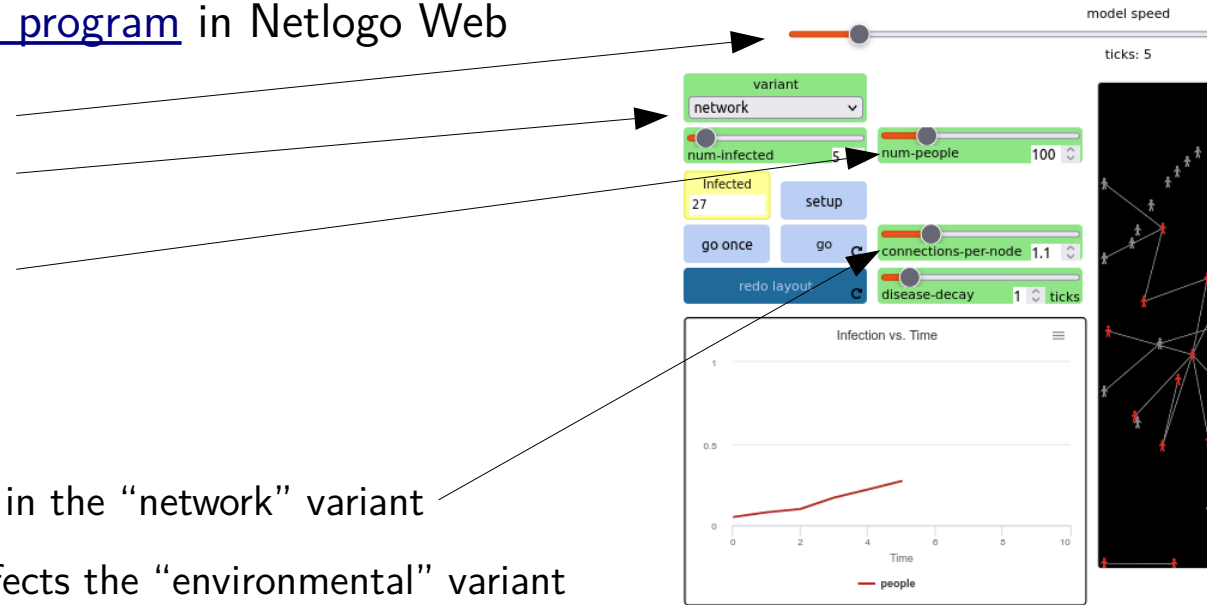 program in Netlogo Web
model speed
ticks: 5
variant
network
num-infected 5
num-people 100
Infected
27
setup
go once
go
connections-per-node 1.1
redo layout
disease-decay 1 ticks
Infection vs. Time
1
0.5
0
0 2 4 6 8 10
Time
people
in the “network” variant
fects the “environmental” variant